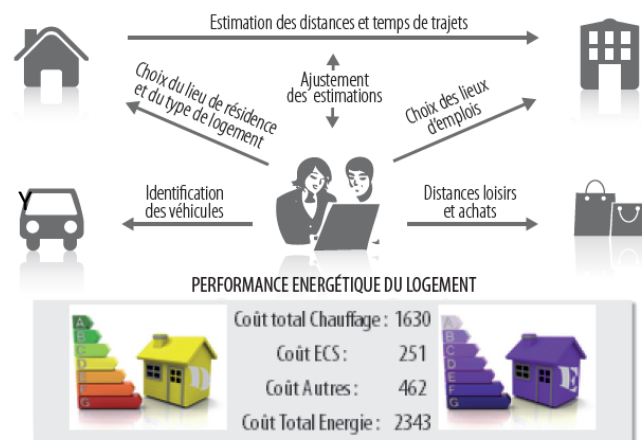 Estimation des distances et temps de trajets
Choix du lieu de résidence
et du type de logement
Ajustement
des estimations
Choix des lieux
d'emplois
Y
Identification
des véhicules
Distances loisirs
et achats
PERFORMANCE ENERGÉTIQUE DU LOGEMENT
A
B
C
D
E
F
G
D
Coût total Chauffage : 1630
Coût ECS : 251
Coût Autres : 462
Coût Total Energie : 2343
A
B
C
D
E
F
G
E